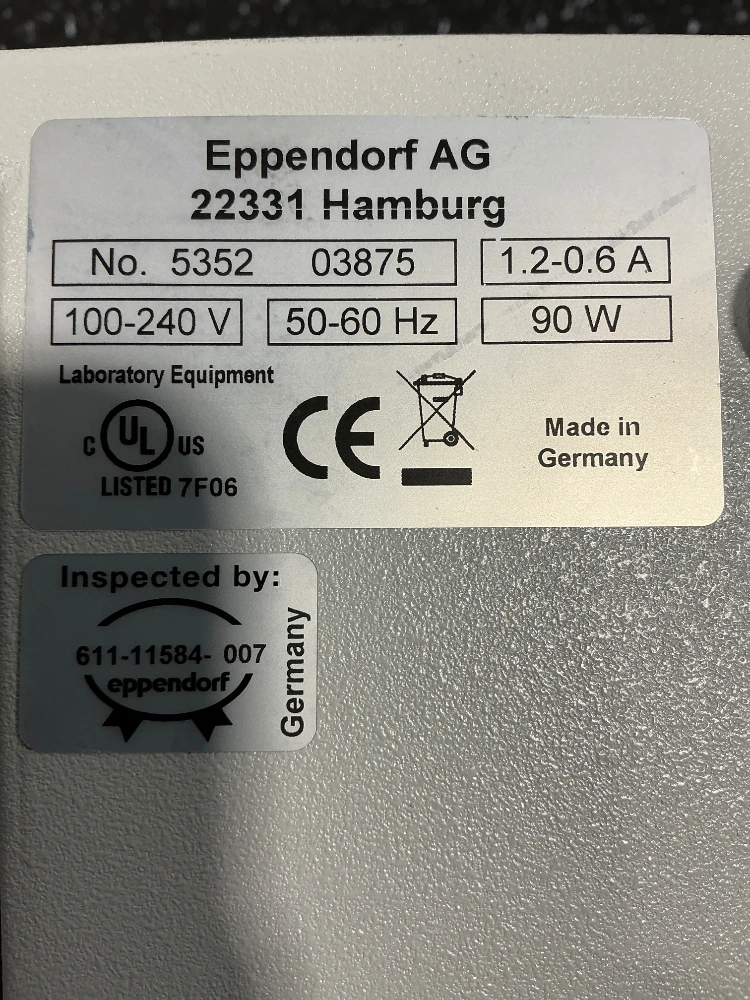 Eppendorf AG
22331 Hamburg
No. 5352 03875 1.2-0.6 A
100-240 V 50-60 Hz 90 W
Laboratory Equipment
C UL US
LISTED 7F06
CE
Made in
Germany
Inspected by:
611-11584- 007
eppendorf
Germany